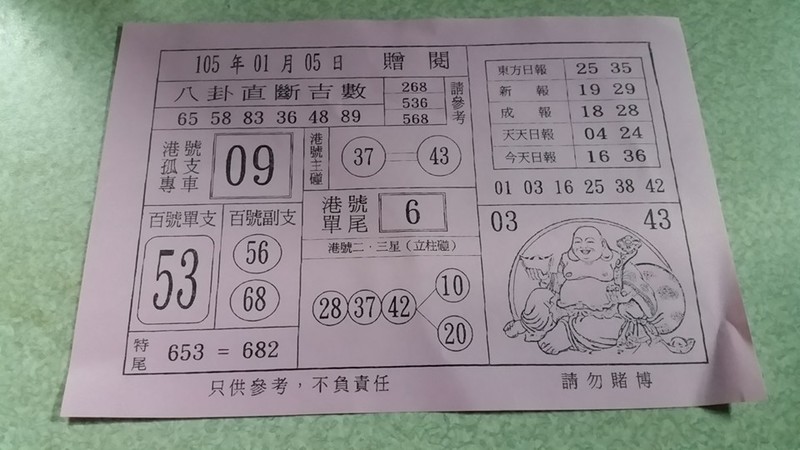 105 年 01 月 05 日 贈 閱
八卦直斷吉數
65 58 83 36 48 89
268
536
568
請參考
港號孤支專車
09
港號主碰
37 43
港號單尾
6
百號單支
53
百號副支
56
68
港號二．三星（立柱碰）
28 37 42
10
20
特尾
653 = 682
東方日報 25 35
新報 19 29
成報 18 28
天天日報 04 24
今天日報 16 36
01 03 16 25 38 42
03 43
只供參考，不負責任
請勿賭博